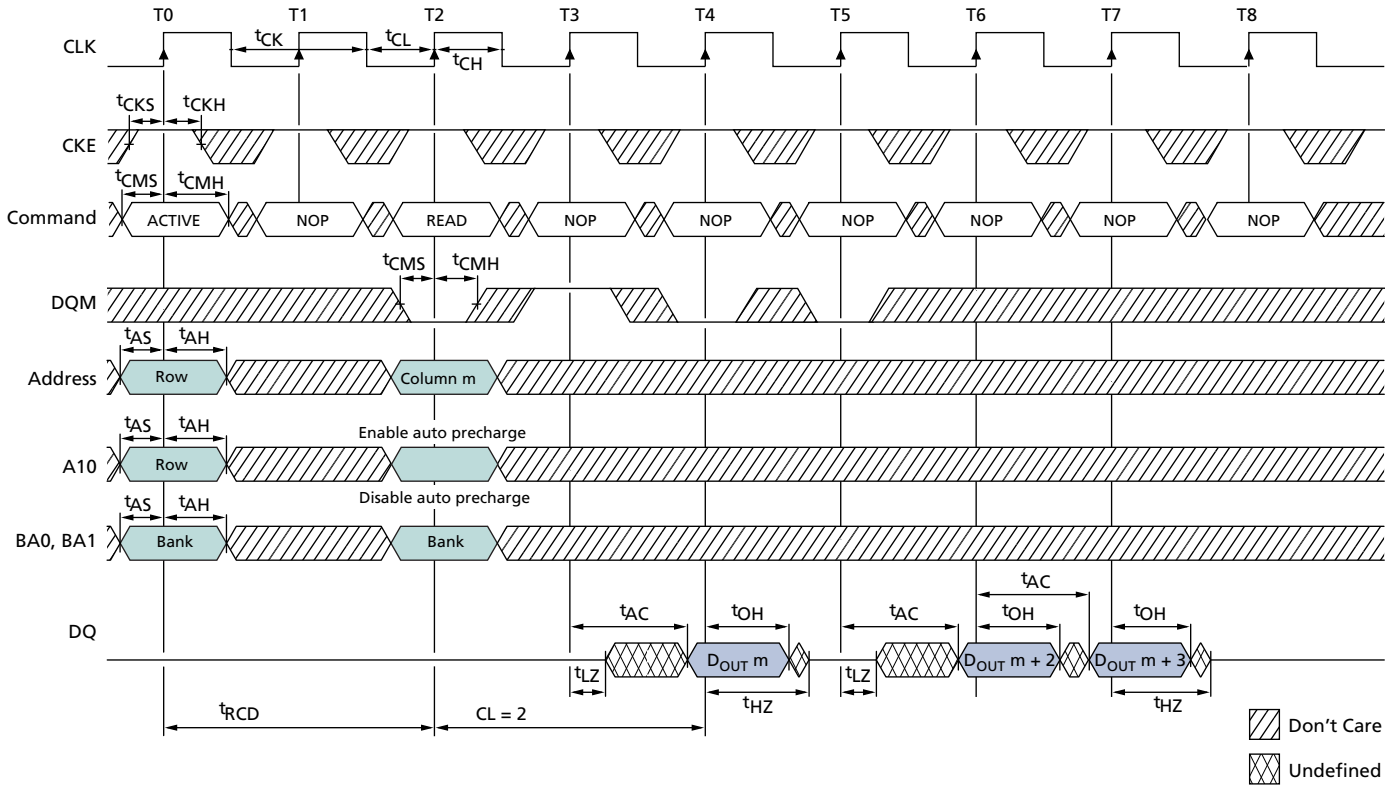 T0 T1 T2 T3 T4 T5 T6 T7 T8
CLK tCK tCL tCH
tCKS tCKH
CKE
tCMS tCMH
Command ACTIVE NOP READ NOP NOP NOP NOP NOP NOP
tCMS tCMH
DQM
tAS tAH
Address Row Column m
tAS tAH Enable auto precharge
A10 Row
tAS tAH Disable auto precharge
BA0, BA1 Bank Bank
tAC
tAC tOH tAC tOH tOH
DQ
DOUT m DOUT m + 2 DOUT m + 3
tLZ tLZ
tHZ tHZ
tRCD CL = 2
Don't Care
Undefined